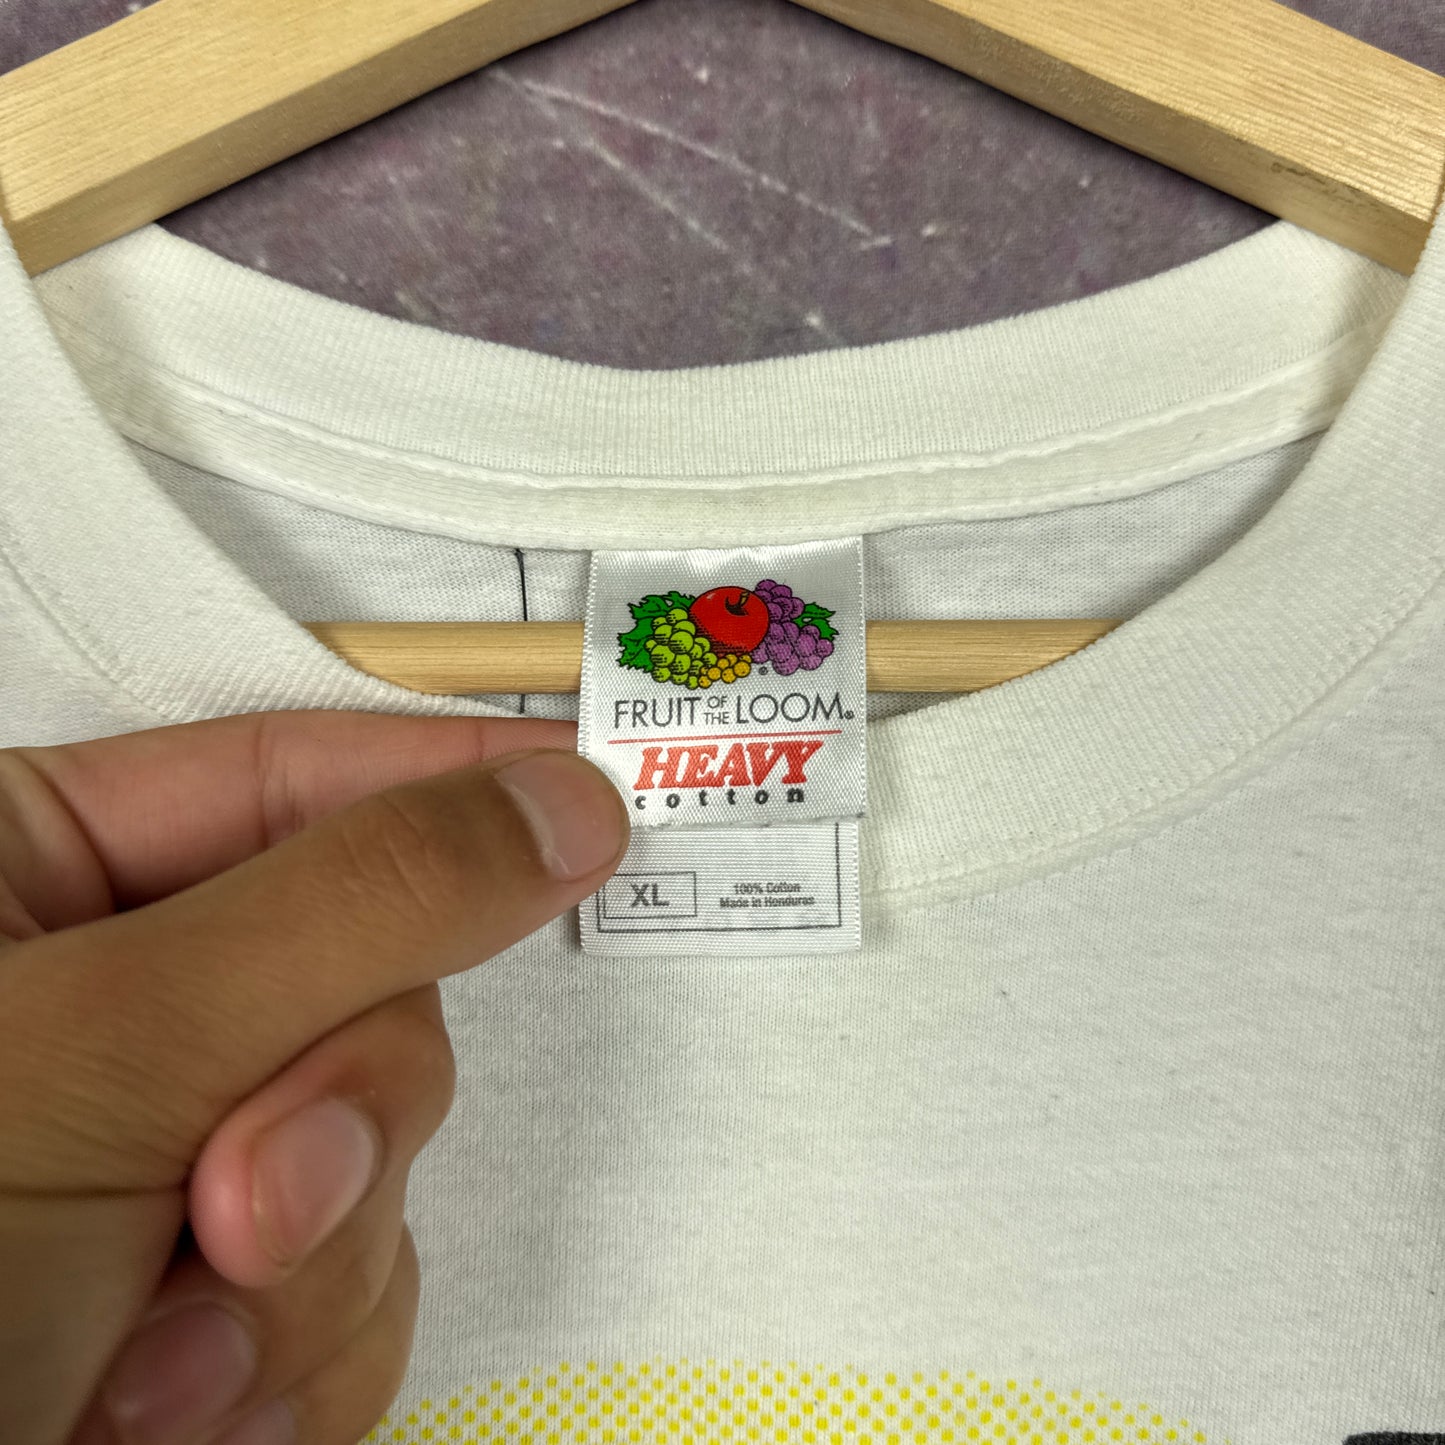 FRUIT OF THE LOOM®
HEAVY
cotton
XL
100% Cotton
Made in Honduras